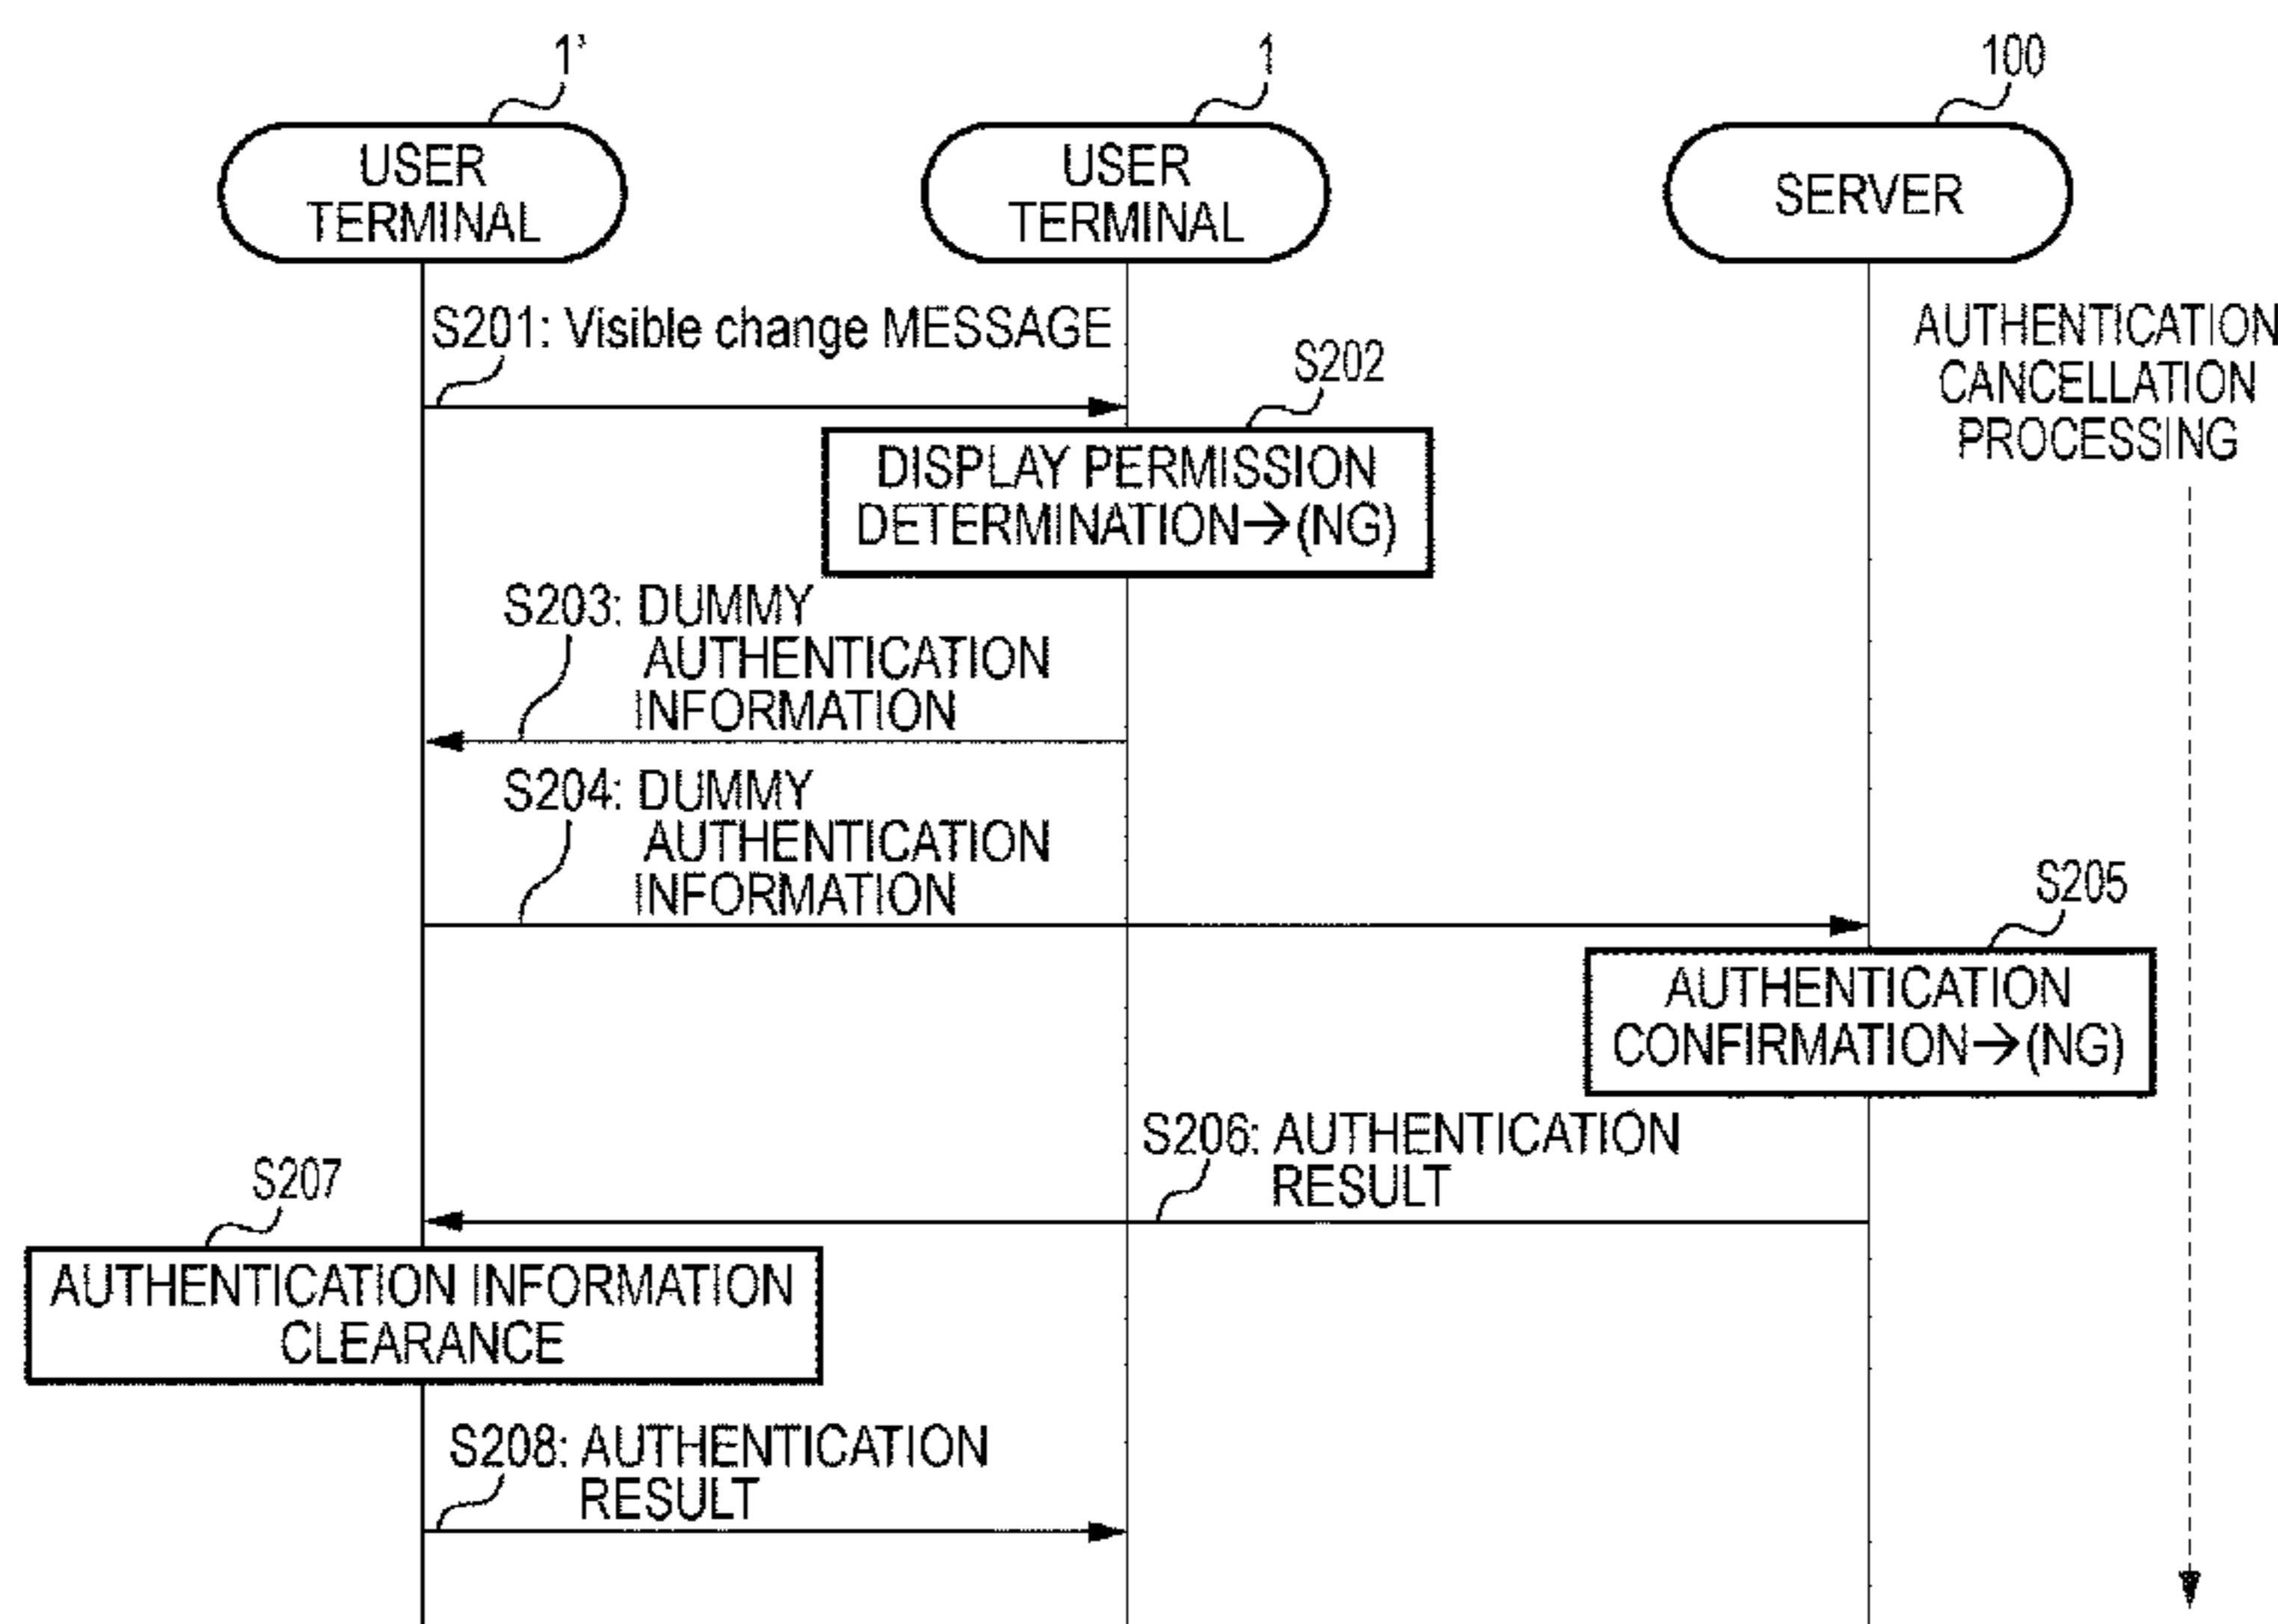 1'
1
100
USER
TERMINAL
USER
TERMINAL
SERVER
S201: Visible change MESSAGE
AUTHENTICATION
CANCELLATION
PROCESSING
S202
DISPLAY PERMISSION
DETERMINATION→(NG)
S203: DUMMY
AUTHENTICATION
INFORMATION
S204: DUMMY
AUTHENTICATION
INFORMATION
S205
AUTHENTICATION
CONFIRMATION→(NG)
S206: AUTHENTICATION
RESULT
S207
AUTHENTICATION INFORMATION
CLEARANCE
S208: AUTHENTICATION
RESULT